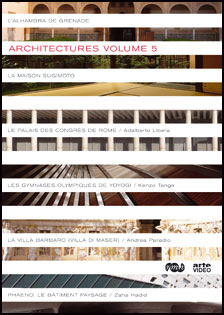 L'ALHAMBRA DE GRENADE
ARCHITECTURES VOLUME 5
LA MAISON SUGIMOTO
LE PALAIS DES CONGRES DE ROME / Adalberto Libera
LES GYMNASES OLYMPIQUES DE YOYOGI / Kenzo Tange
LA VILLA BARBARO (VILLA DI MASER) / Andrea Palladio
arte
VIDEO
PHAENO, LE BÂTIMENT PAYSAGE / Zaha Hadid